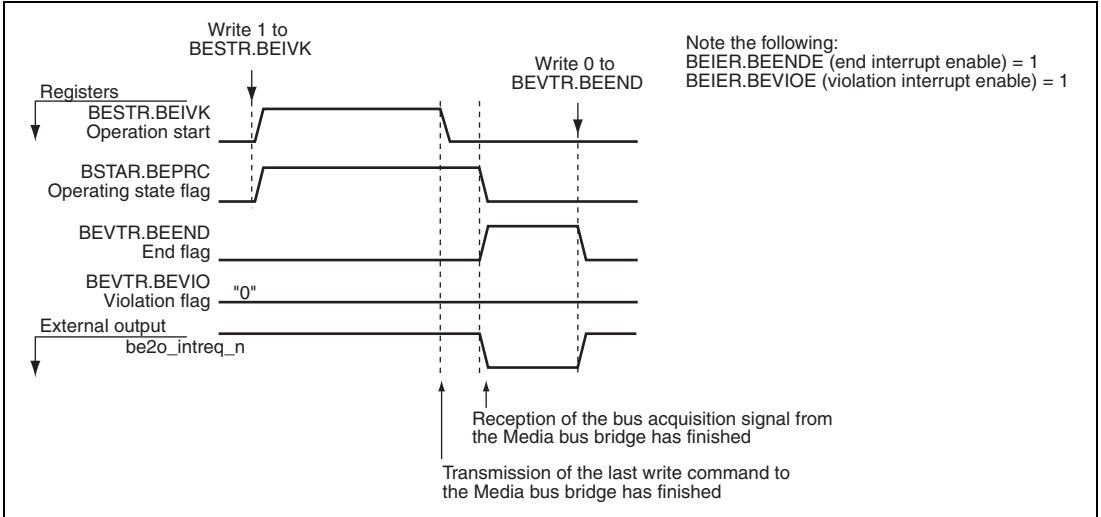 Write 1 to
BESTR.BEIVK
Write 0 to
BEVTR.BEEND
Note the following:
BEIER.BEENDE (end interrupt enable) = 1
BEIER.BEVIOE (violation interrupt enable) = 1
Registers
BESTR.BEIVK
Operation start
BSTAR.BEPRC
Operating state flag
BEVTR.BEEND
End flag
BEVTR.BEVIO
Violation flag
"0"
External output
be2o_intreq_n
Reception of the bus acquisition signal from
the Media bus bridge has finished
Transmission of the last write command to
the Media bus bridge has finished